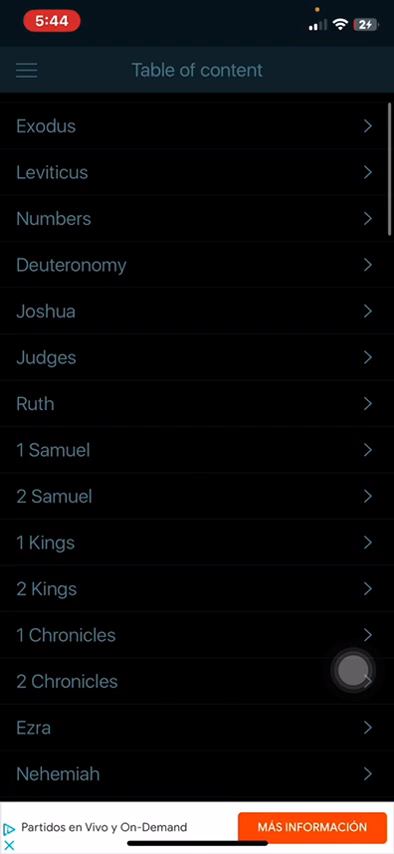 5:44
2
Table of content
Exodus
Leviticus
Numbers
Deuteronomy
Joshua
Judges
Ruth
1 Samuel
2 Samuel
1 Kings
2 Kings
1 Chronicles
2 Chronicles
Ezra
Nehemiah
Partidos en Vivo y On-Demand
MÁS INFORMACIÓN